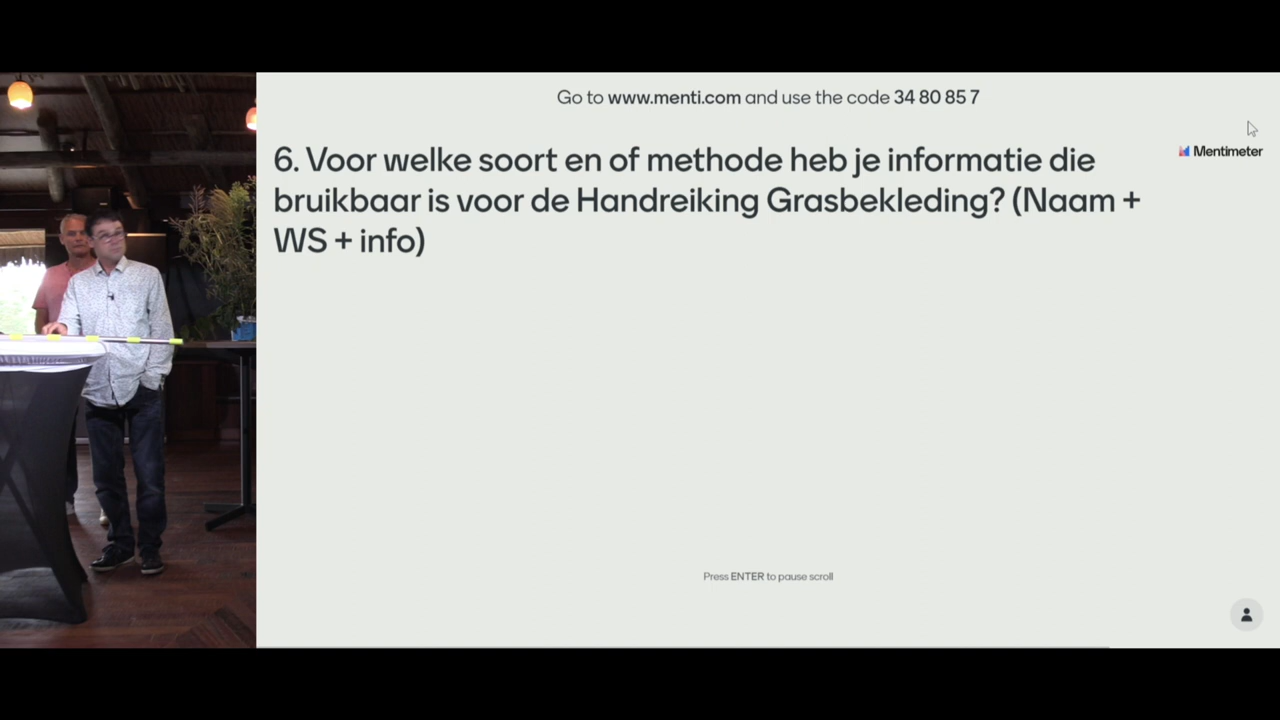 Go to www.menti.com and use the code 34 80 85 7
Mentimeter
6. Voor welke soort en of methode heb je informatie die
bruikbaar is voor de Handreiking Grasbekleding? (Naam +
WS + info)
Press ENTER to pause scroll